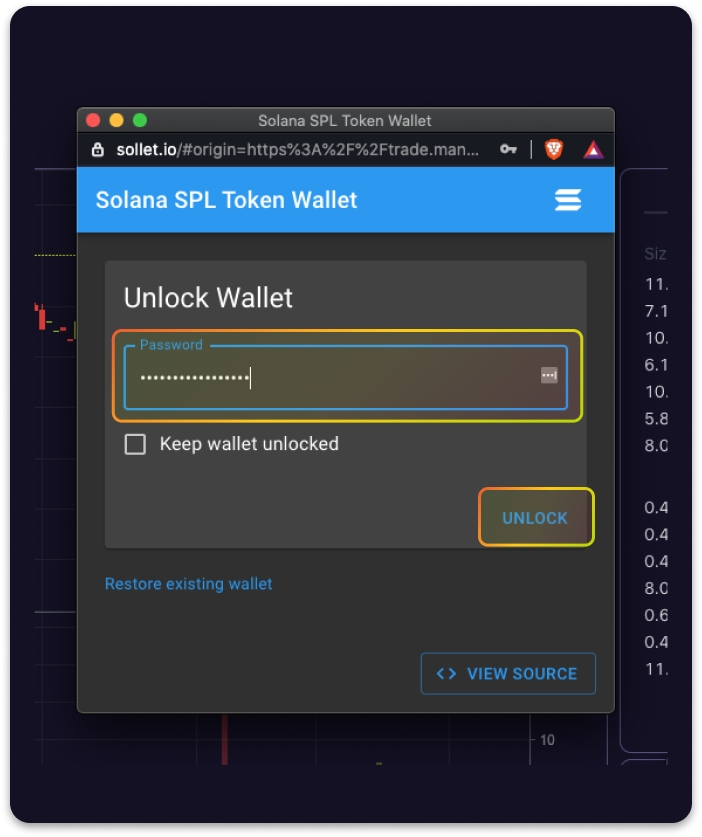 Solana SPL Token Wallet
sollet.io/#origin=https%3A%2F%2Ftrade.man...
Solana SPL Token Wallet
Unlock Wallet
Password
••••••••••••••••
Keep wallet unlocked
UNLOCK
Restore existing wallet
VIEW SOURCE
Siz
11.
7.1
10.
6.1
10.
5.8
8.0
0.4
0.4
0.4
8.0
0.6
0.4
11.
10